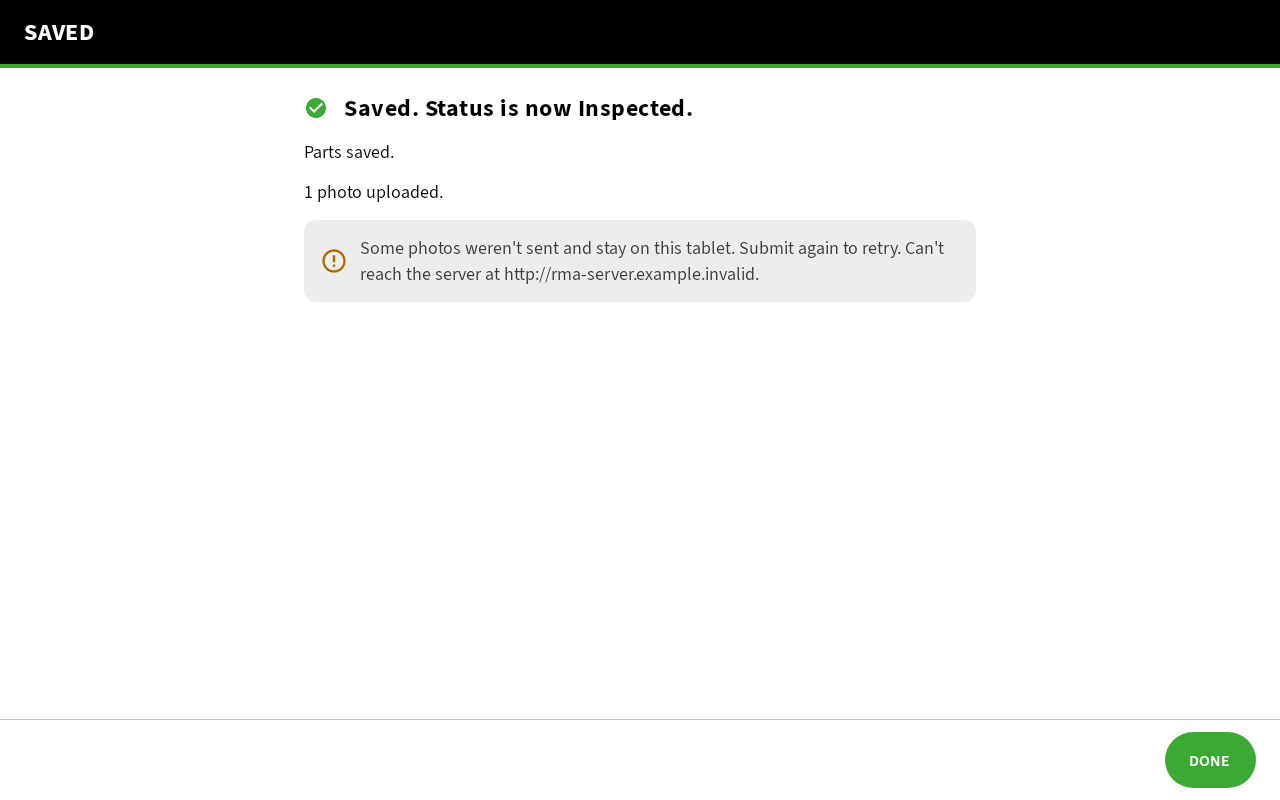 SAVED
Saved. Status is now Inspected.
Parts saved.
1 photo uploaded.
Some photos weren't sent and stay on this tablet. Submit again to retry. Can't
reach the server at http://rma-server.example.invalid.
DONE